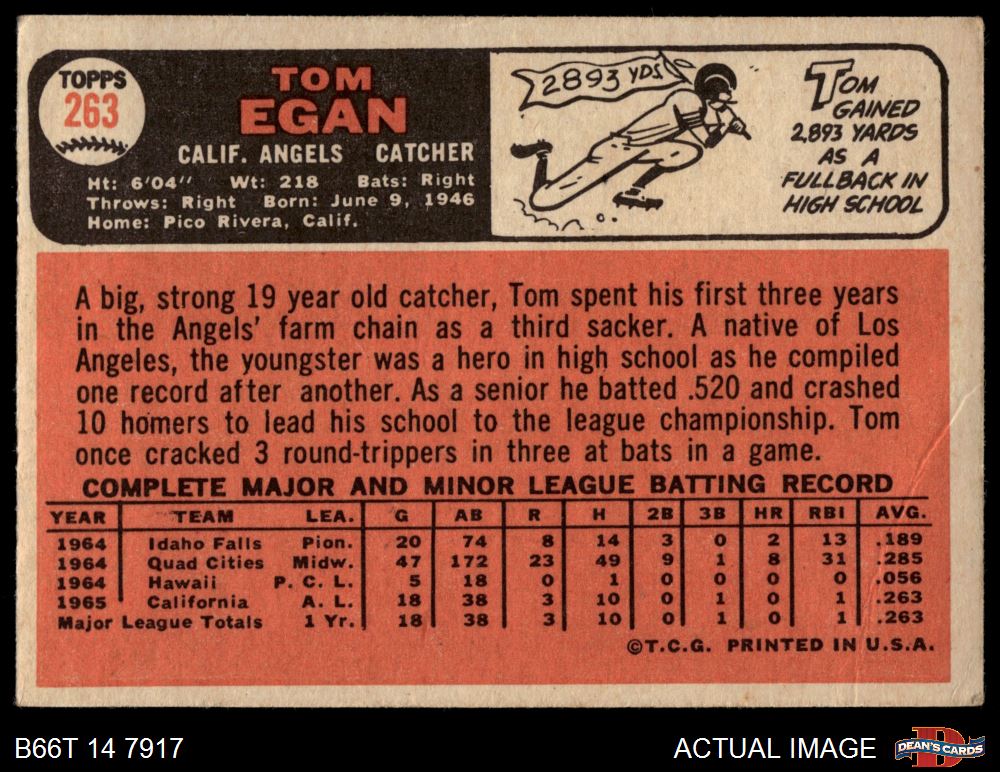 TOPPS
263
TOM
EGAN
CALIF. ANGELS CATCHER
Ht: 6'04" Wt: 218 Bats: Right
Throws: Right Born: June 9, 1946
Home: Pico Rivera, Calif.
2893 YDS.
TOM
GAINED
2,893 YARDS
AS A
FULLBACK IN
HIGH SCHOOL
A big, strong 19 year old catcher, Tom spent his first three years
in the Angels' farm chain as a third sacker. A native of Los
Angeles, the youngster was a hero in high school as he compiled
one record after another. As a senior he batted .520 and crashed
10 homers to lead his school to the league championship. Tom
once cracked 3 round-trippers in three at bats in a game.
COMPLETE MAJOR AND MINOR LEAGUE BATTING RECORD
YEAR TEAM LEA. G AB R H 2B 3B HR RBI AVG.
1964 Idaho Falls Pion. 20 74 8 14 3 0 2 13 .189
1964 Quad Cities Midw. 47 172 23 49 9 1 8 31 .285
1964 Hawaii P. C. L. 5 18 0 1 0 0 0 0 .056
1965 California A. L. 18 38 3 10 0 1 0 1 .263
Major League Totals 1 Yr. 18 38 3 10 0 1 0 1 .263
©T.C.G. PRINTED IN U.S.A.
B66T 14 7917
ACTUAL IMAGE
DEAN'S CARDS